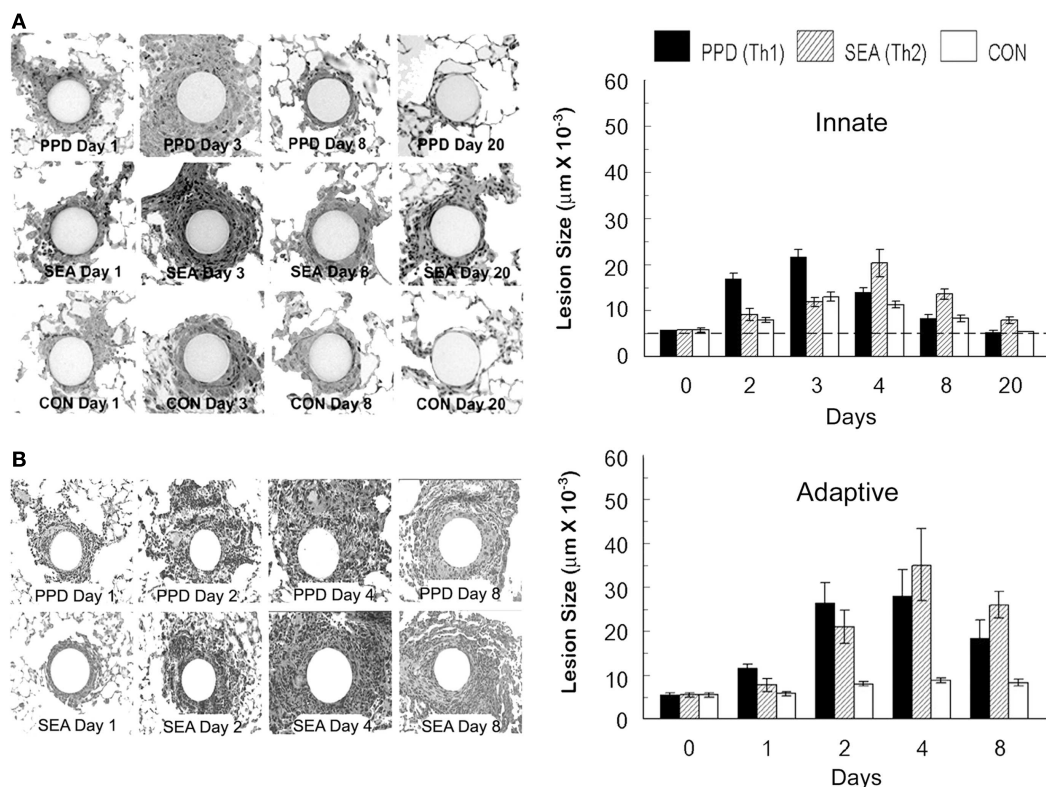 A
PPD Day 1
PPD Day 3
PPD Day 8
PPD Day 20
SEA Day 1
SEA Day 3
SEA Day 8
SEA Day 20
CON Day 1
CON Day 3
CON Day 8
CON Day 20
PPD (Th1) SEA (Th2) CON
Innate
Lesion Size (μm X 10-3)
60
50
40
30
20
10
0
0 2 3 4 8 20
Days
B
PPD Day 1
PPD Day 2
PPD Day 4
PPD Day 8
SEA Day 1
SEA Day 2
SEA Day 4
SEA Day 8
Adaptive
Lesion Size (μm X 10-3)
60
50
40
30
20
10
0
0 1 2 4 8
Days